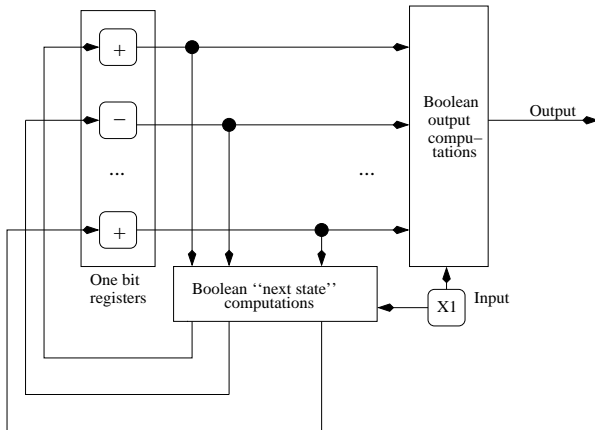 +
−
...
...
+
One bit
registers
Boolean
output
compu−
tations
Output
Boolean ‘‘next state’’
computations
X1
Input